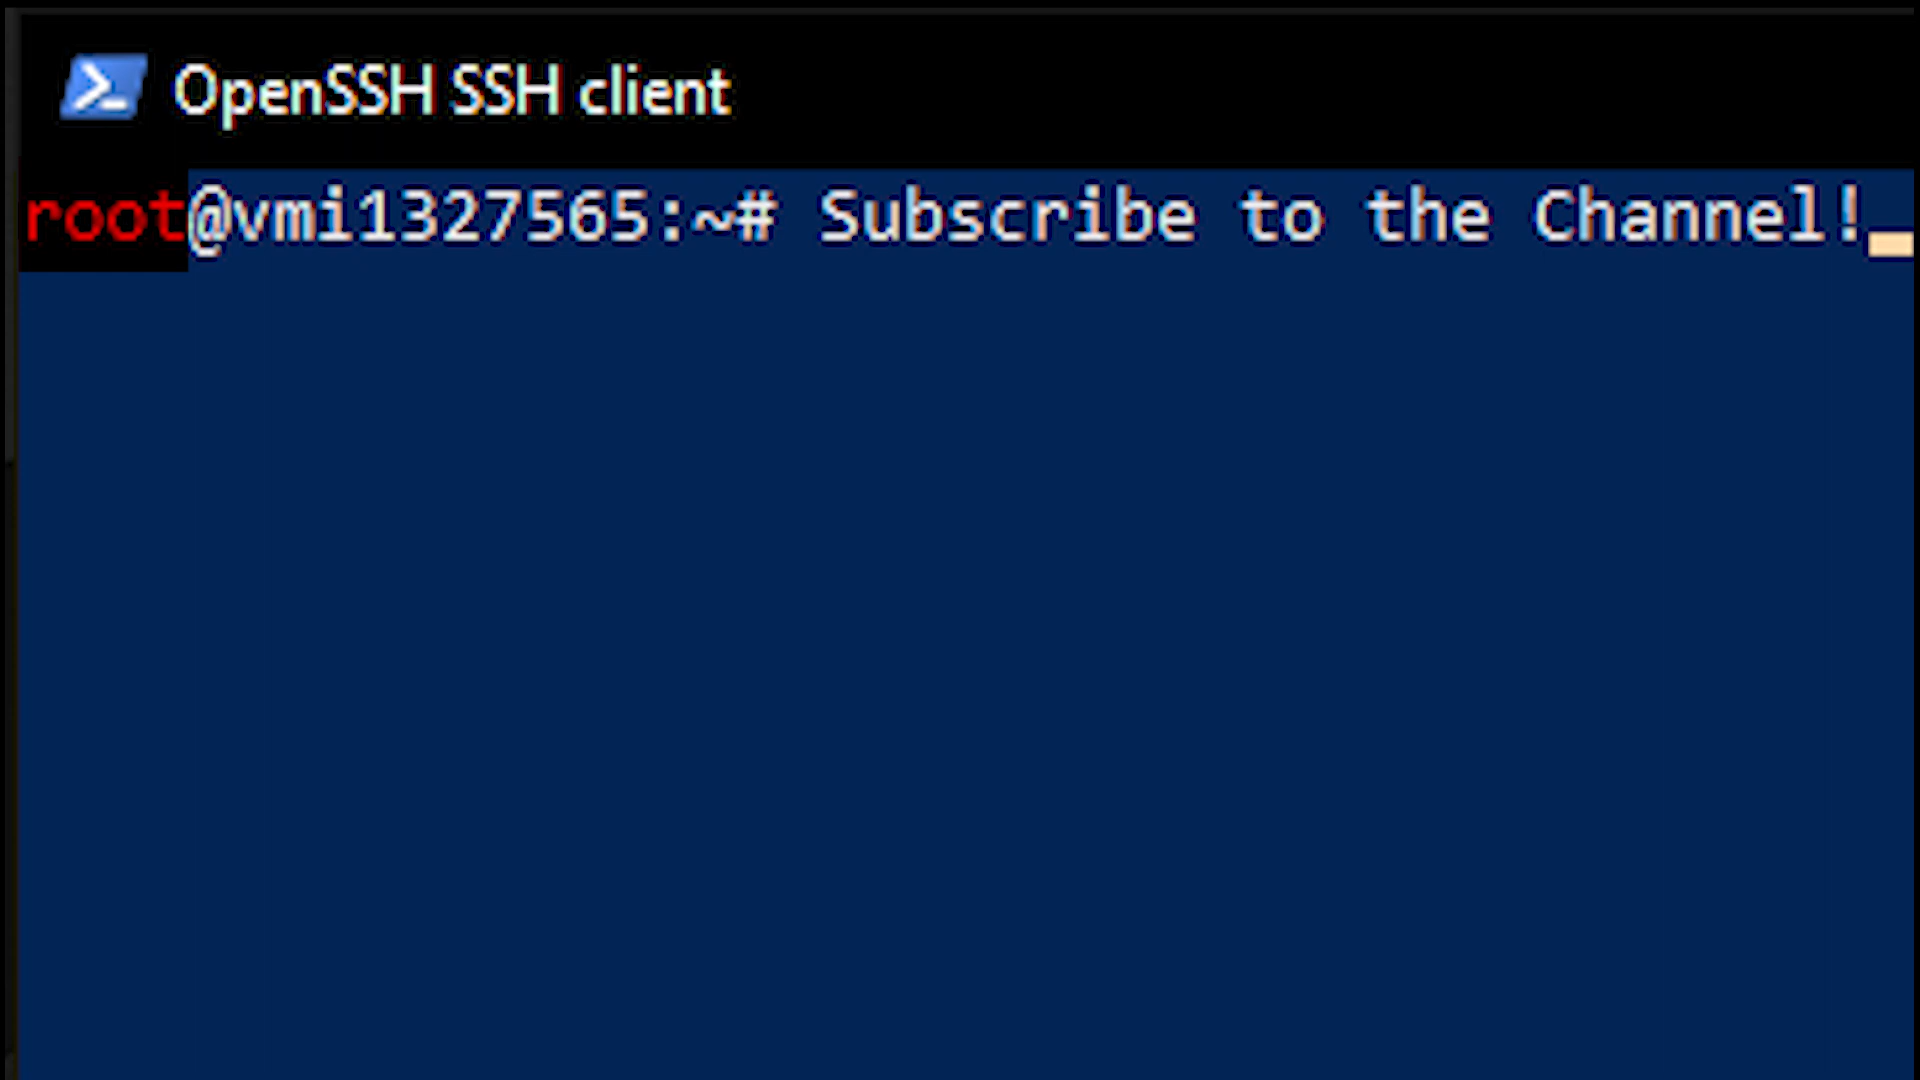 OpenSSH SSH client
root@vmi1327565:~# Subscribe to the Channel!